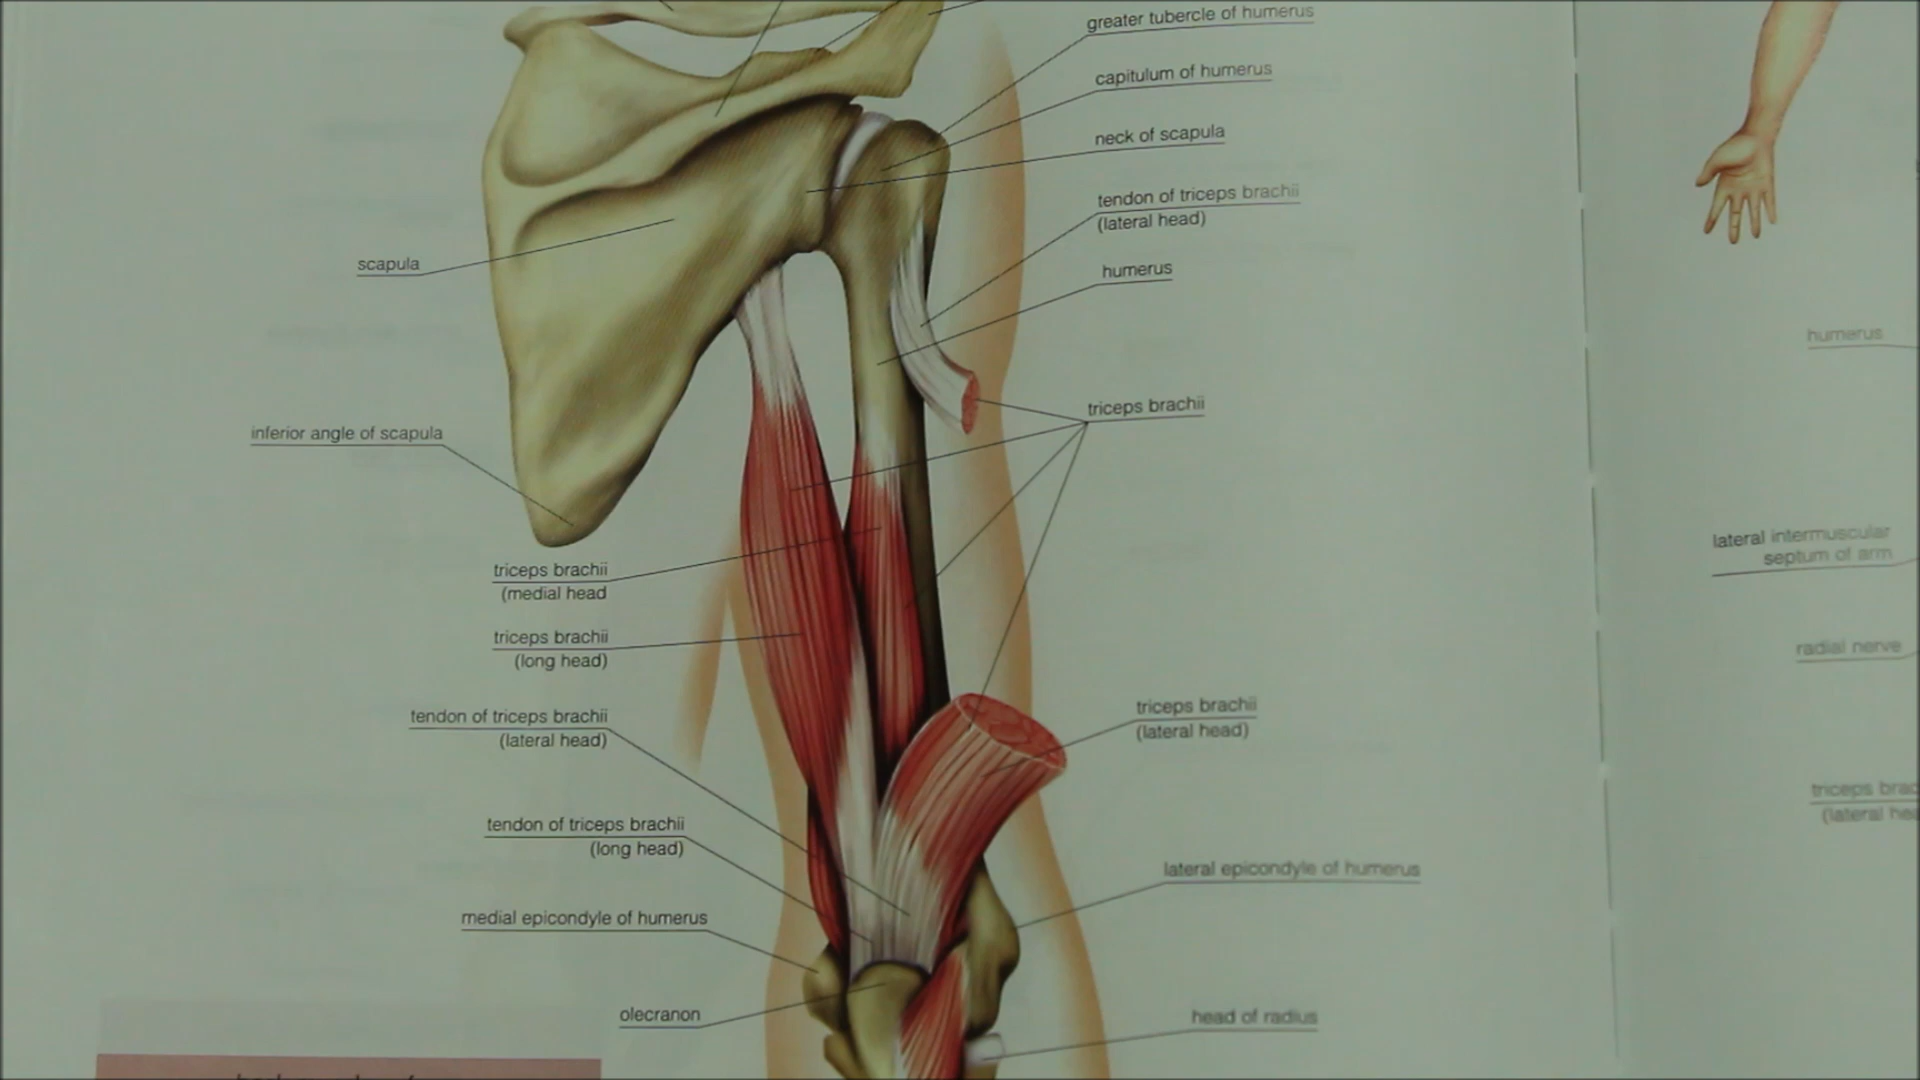 greater tubercle of humerus
capitulum of humerus
neck of scapula
tendon of triceps brachii
(lateral head)
humerus
scapula
triceps brachii
inferior angle of scapula
triceps brachii
(medial head
triceps brachii
(long head)
tendon of triceps brachii
(lateral head)
triceps brachii
(lateral head)
tendon of triceps brachii
(long head)
lateral epicondyle of humerus
medial epicondyle of humerus
olecranon
head of radius
humerus
lateral intermuscular
septum of arm
radial nerve
triceps
(lateral